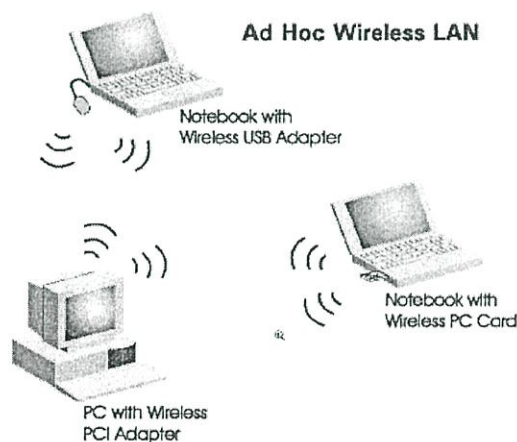 Ad Hoc Wireless LAN
Notebook with
Wireless USB Adapter
Notebook with
Wireless PC Card
PC with Wireless
PCI Adapter